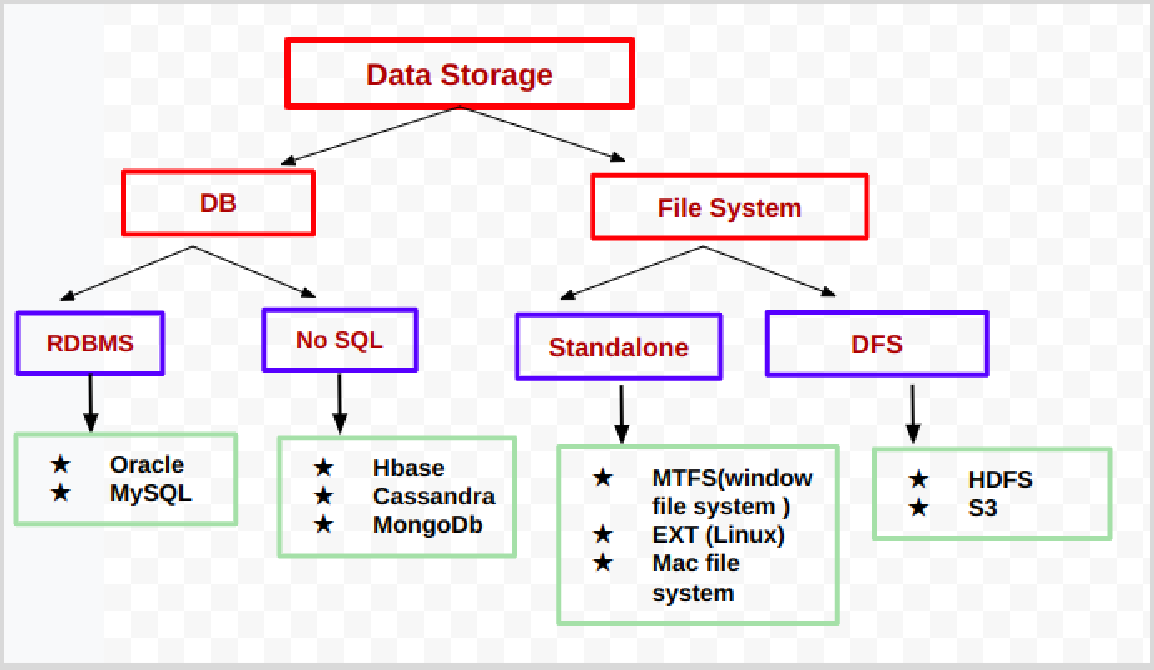 Data Storage
DB
File System
RDBMS
No SQL
Standalone
DFS
★ Oracle
★ MySQL
★ Hbase
★ Cassandra
★ MongoDb
★ MTFS(window
file system )
★ EXT (Linux)
★ Mac file
system
★ HDFS
★ S3